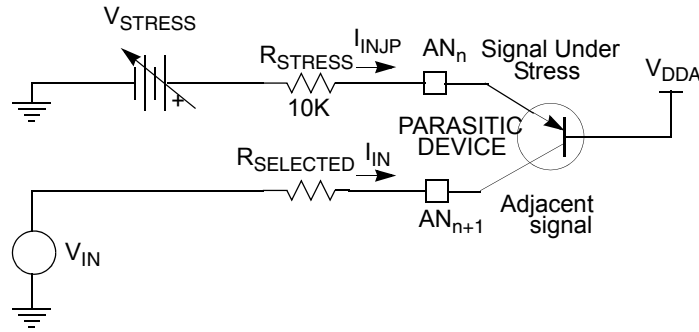 VSTRESS
RSTRESS
IINJP
ANn
Signal Under
Stress
VDDA
+
10K
PARASITIC
DEVICE
RSELECTED
IIN
ANn+1
Adjacent
signal
VIN